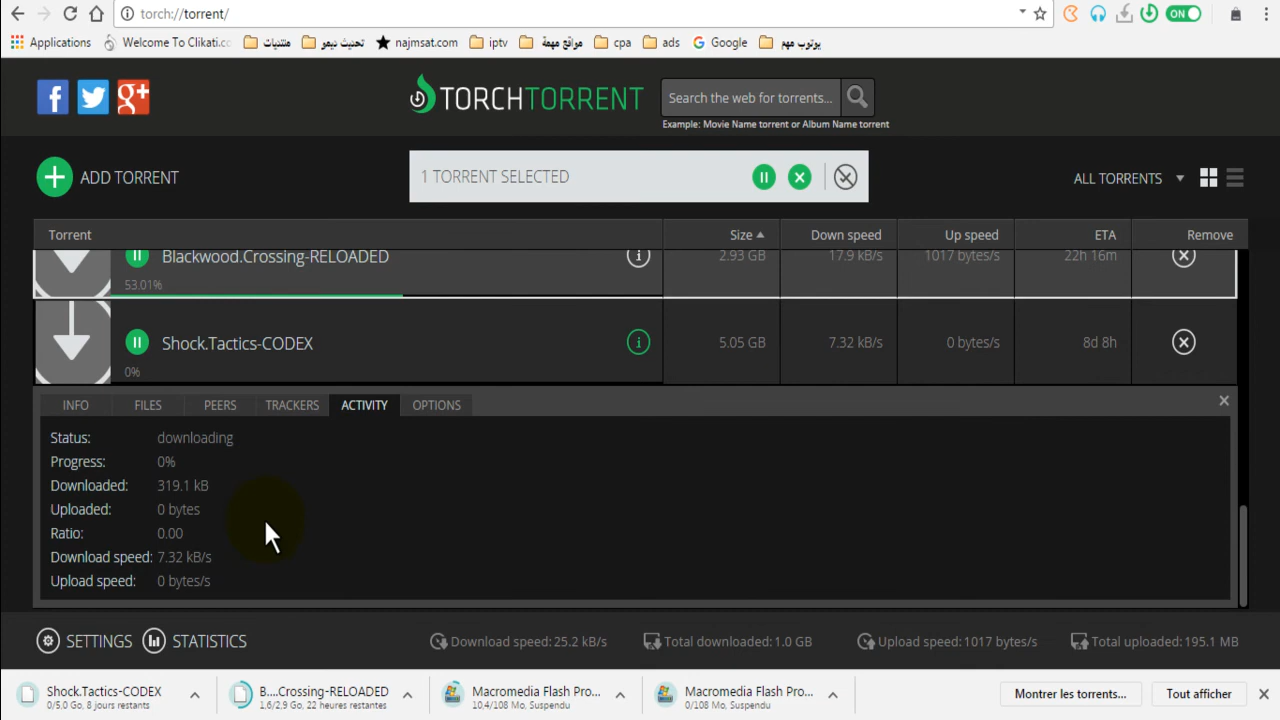 torch://torrent/
ON
Applications
Welcome To Clikati.cc
منتديات
تحديث نيمو
najmsat.com
iptv
مواقع مهمة
cpa
ads
Google
يوتوب مهم
TORCHTORRENT
Search the web for torrents...
Example: Movie Name torrent or Album Name torrent
ADD TORRENT
1 TORRENT SELECTED
ALL TORRENTS
Torrent Size Down speed Up speed ETA Remove
Blackwood.Crossing-RELOADED 2.93 GB 17.9 kB/s 1017 bytes/s 22h 16m
53.01%
Shock.Tactics-CODEX 5.05 GB 7.32 kB/s 0 bytes/s 8d 8h
0%
INFO FILES PEERS TRACKERS ACTIVITY OPTIONS
Status: downloading
Progress: 0%
Downloaded: 319.1 kB
Uploaded: 0 bytes
Ratio: 0.00
Download speed: 7.32 kB/s
Upload speed: 0 bytes/s
SETTINGS
STATISTICS
Download speed: 25.2 kB/s
Total downloaded: 1.0 GB
Upload speed: 1017 bytes/s
Total uploaded: 195.1 MB
Shock.Tactics-CODEX
0/5.0 Go, 8 jours restants
B....Crossing-RELOADED
1.6/2.9 Go, 22 heures restantes
Macromedia Flash Pro...
10,4/108 Mo, Suspendu
Macromedia Flash Pro...
0/108 Mo, Suspendu
Montrer les torrents...
Tout afficher